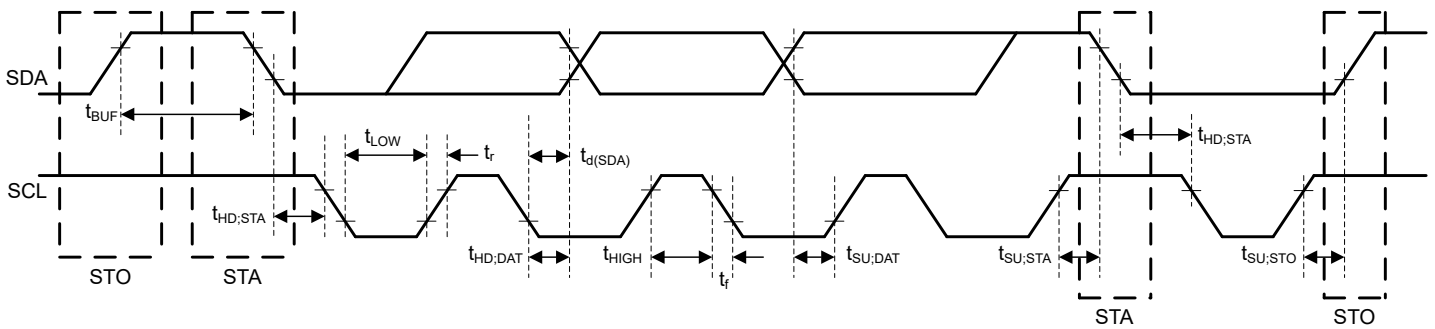 SDA
t_BUF
t_LOW
t_r
t_d(SDA)
t_HD;STA
SCL
t_HD;STA
t_HD;DAT
t_HIGH
t_f
t_SU;DAT
t_SU;STA
t_SU;STO
STO
STA
STA
STO